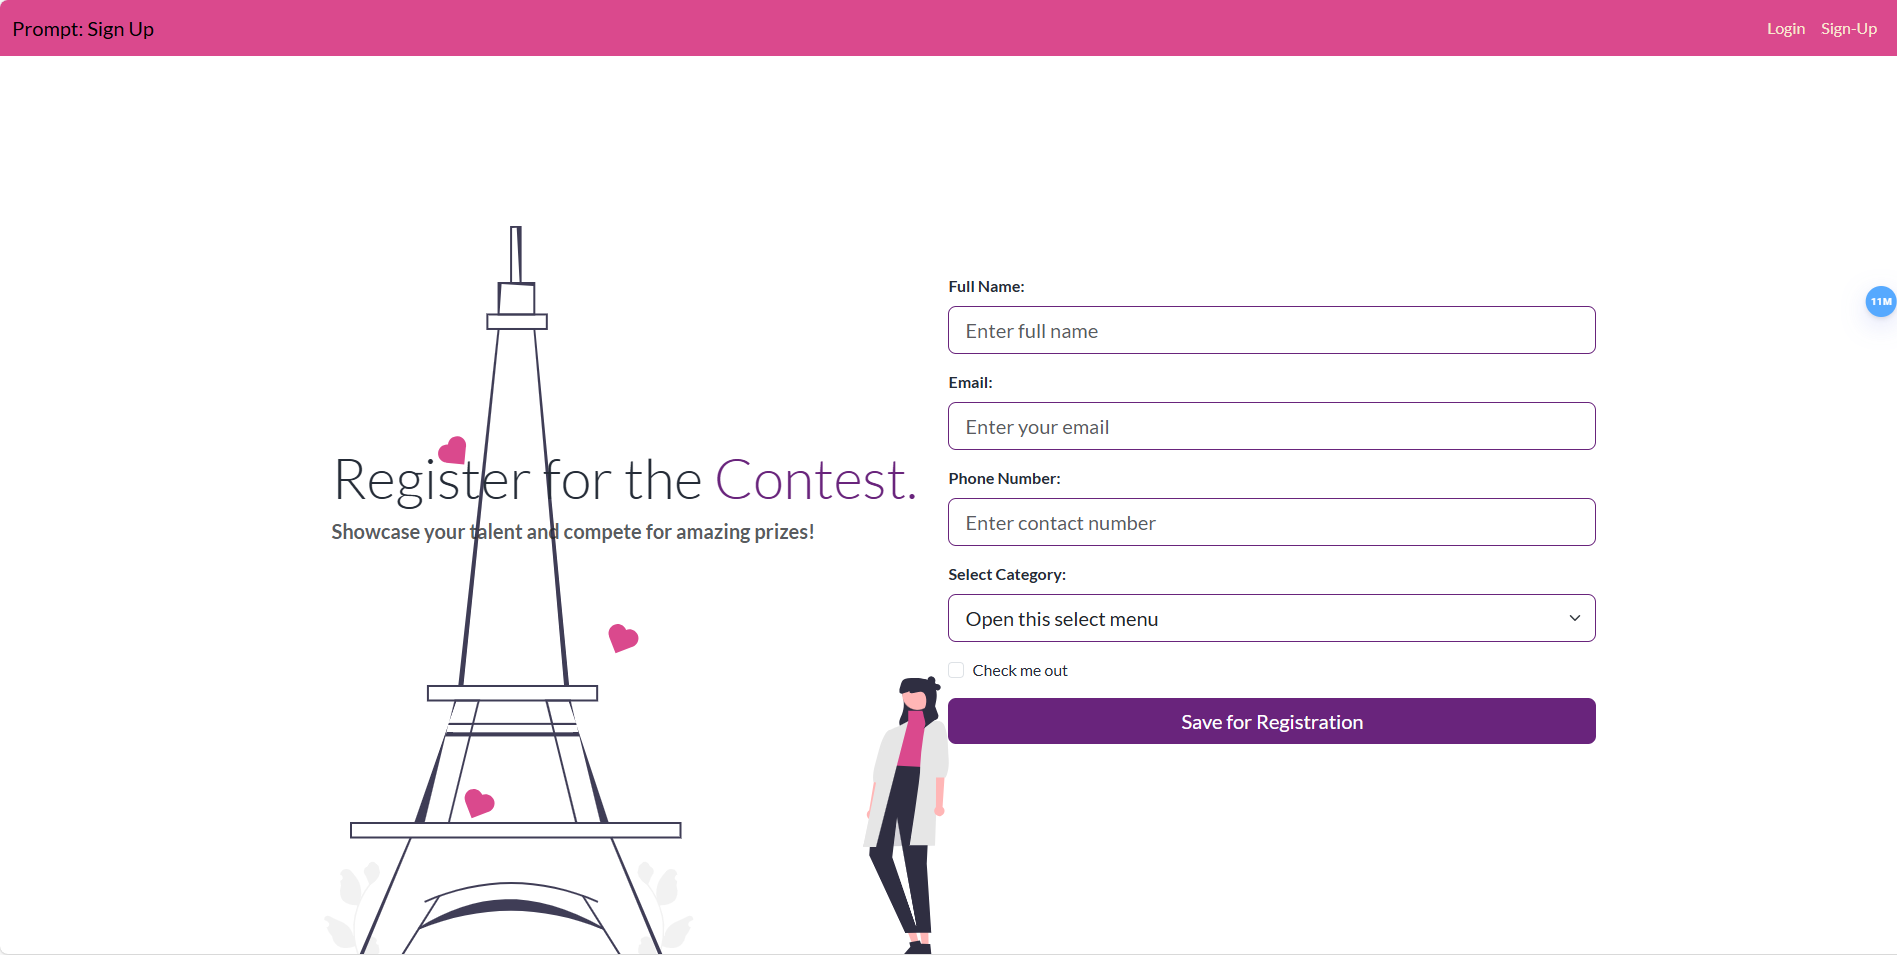 Prompt: Sign Up
Login
Sign-Up
Register for the Contest.
Showcase your talent and compete for amazing prizes!
Full Name:
Enter full name
Email:
Enter your email
Phone Number:
Enter contact number
Select Category:
Open this select menu
Check me out
Save for Registration
11M